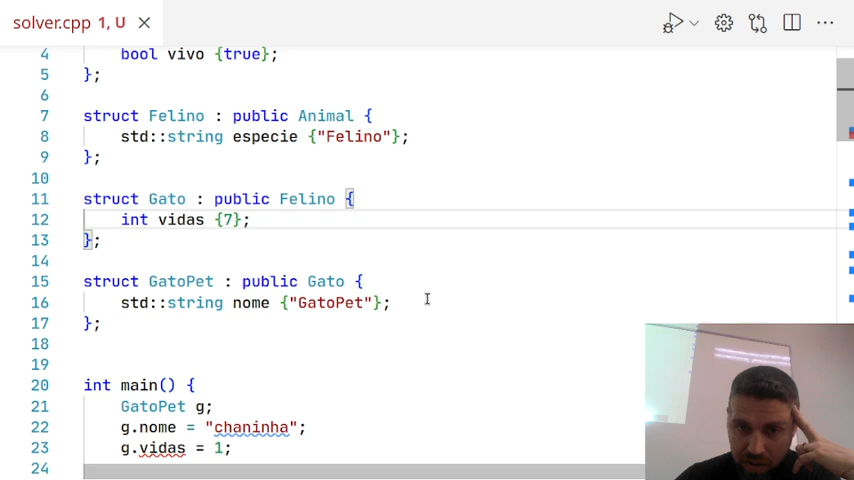 solver.cpp 1, U
4 bool vivo {true};
5 };
6
7 struct Felino : public Animal {
8 std::string especie {"Felino"};
9 };
10
11 struct Gato : public Felino {
12 int vidas {7};
13 };
14
15 struct GatoPet : public Gato {
16 std::string nome {"GatoPet"};
17 };
18
19
20 int main() {
21 GatoPet g;
22 g.nome = "chaninha";
23 g.vidas = 1;
24